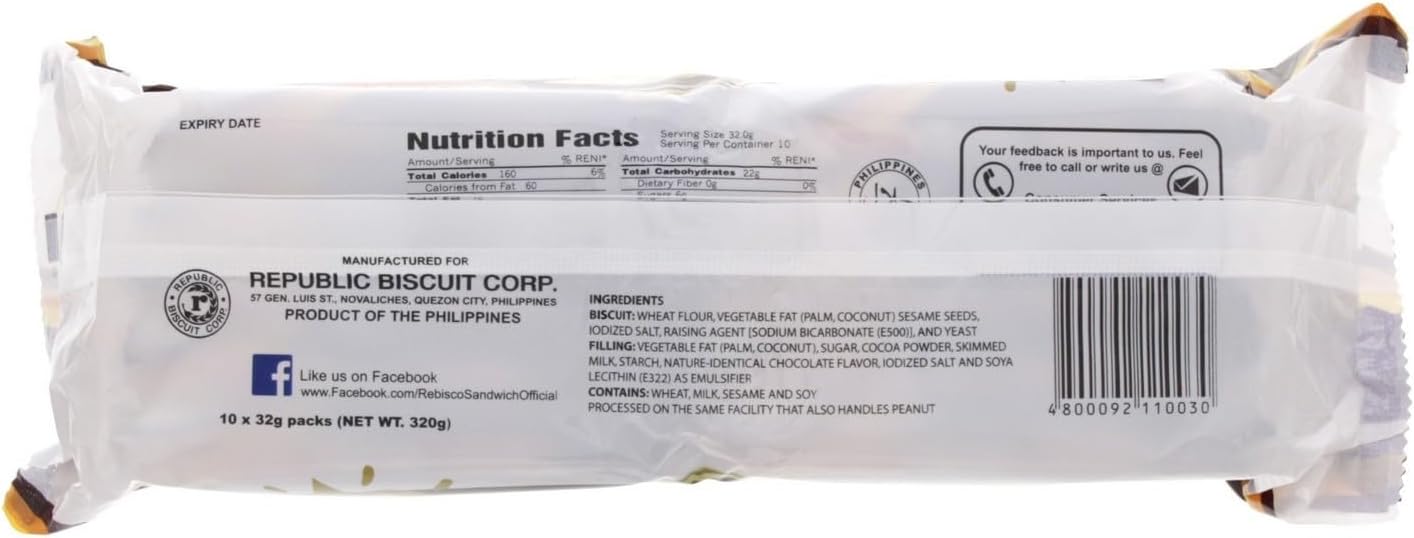 EXPIRY DATE
Nutrition Facts
Serving Size 32.0g
Serving Per Container 10
Amount/Serving % RENI*
Total Calories 160 6%
Calories from Fat 60
Amount/Serving % RENI*
Total Carbohydrates 22g
Dietary Fiber 0g 0%
PHILIPPINES
Your feedback is important to us. Feel
free to call or write us @
Consumer Services
MANUFACTURED FOR
REPUBLIC BISCUIT CORP.
57 GEN. LUIS ST., NOVALICHES, QUEZON CITY, PHILIPPINES
PRODUCT OF THE PHILIPPINES
REPUBLIC
r
BISCUIT CORP.
Like us on Facebook
www.Facebook.com/RebiscoSandwichOfficial
10 x 32g packs (NET WT. 320g)
INGREDIENTS
BISCUIT: WHEAT FLOUR, VEGETABLE FAT (PALM, COCONUT) SESAME SEEDS,
IODIZED SALT, RAISING AGENT [SODIUM BICARBONATE (E500)], AND YEAST
FILLING: VEGETABLE FAT (PALM, COCONUT), SUGAR, COCOA POWDER, SKIMMED
MILK, STARCH, NATURE-IDENTICAL CHOCOLATE FLAVOR, IODIZED SALT AND SOYA
LECITHIN (E322) AS EMULSIFIER
CONTAINS: WHEAT, MILK, SESAME AND SOY
PROCESSED ON THE SAME FACILITY THAT ALSO HANDLES PEANUT
4 800092 110030